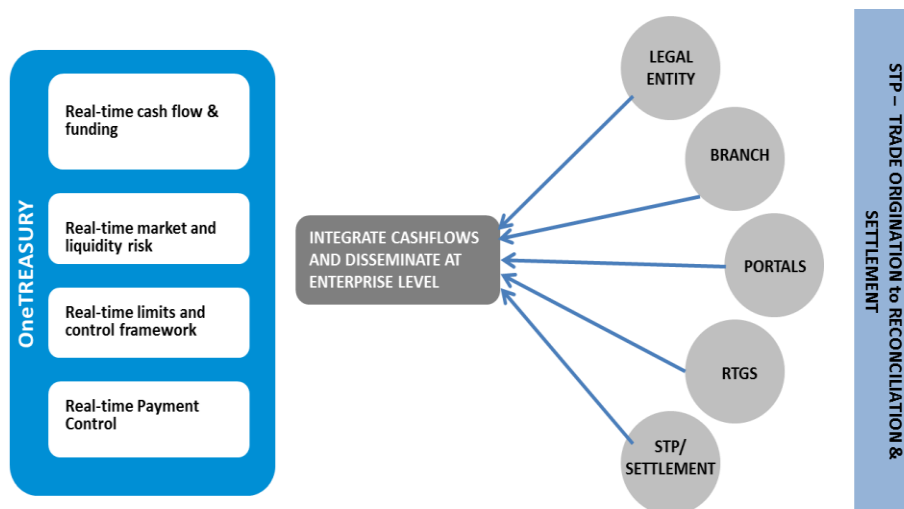 OneTREASURY
Real-time cash flow &
funding
Real-time market and
liquidity risk
Real-time limits and
control framework
Real-time Payment
Control
INTEGRATE CASHFLOWS
AND DISSEMINATE AT
ENTERPRISE LEVEL
LEGAL
ENTITY
BRANCH
PORTALS
RTGS
STP/
SETTLEMENT
STP – TRADE ORIGINATION to RECONCILIATION &
SETTLEMENT